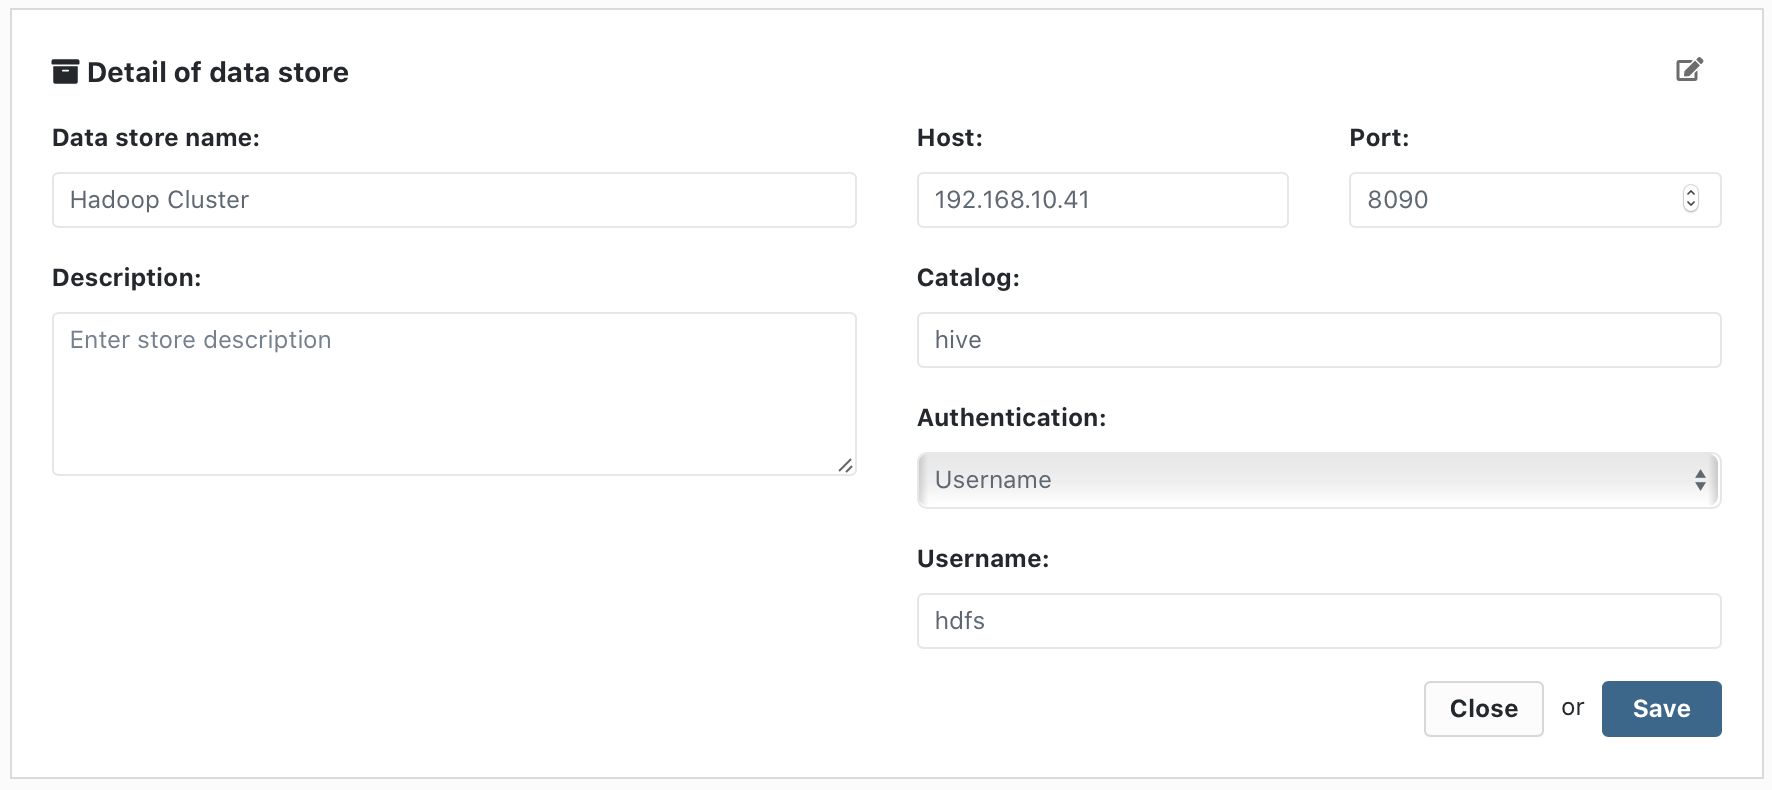 Detail of data store
Data store name:
Hadoop Cluster
Description:
Enter store description
Host:
192.168.10.41
Port:
8090
Catalog:
hive
Authentication:
Username
Username:
hdfs
Close or Save